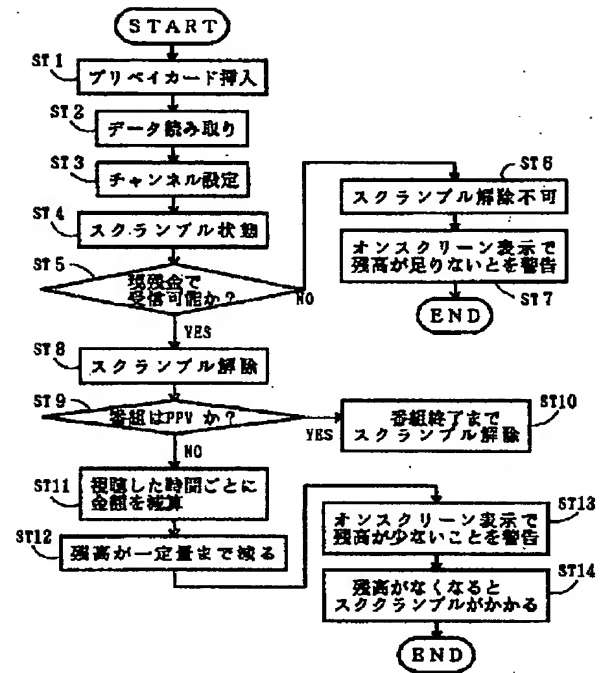 START
ST1
プリペイカード挿入
ST2
データ読み取り
ST3
チャンネル設定
ST4
スクランブル状態
ST5
現残金で
受信可能か?
NO
YES
ST6
スクランブル解除不可
オンスクリーン表示で
残高が足りないとを警告
ST7
END
ST8
スクランブル解除
ST9
番組はPPVか?
YES
NO
番組終了まで
スクランブル解除
ST10
ST11
視聴した時間ごとに
金額を減算
ST12
残高が一定量まで減る
ST13
オンスクリーン表示で
残高が少ないことを警告
ST14
残高がなくなると
スククランブルがかかる
END